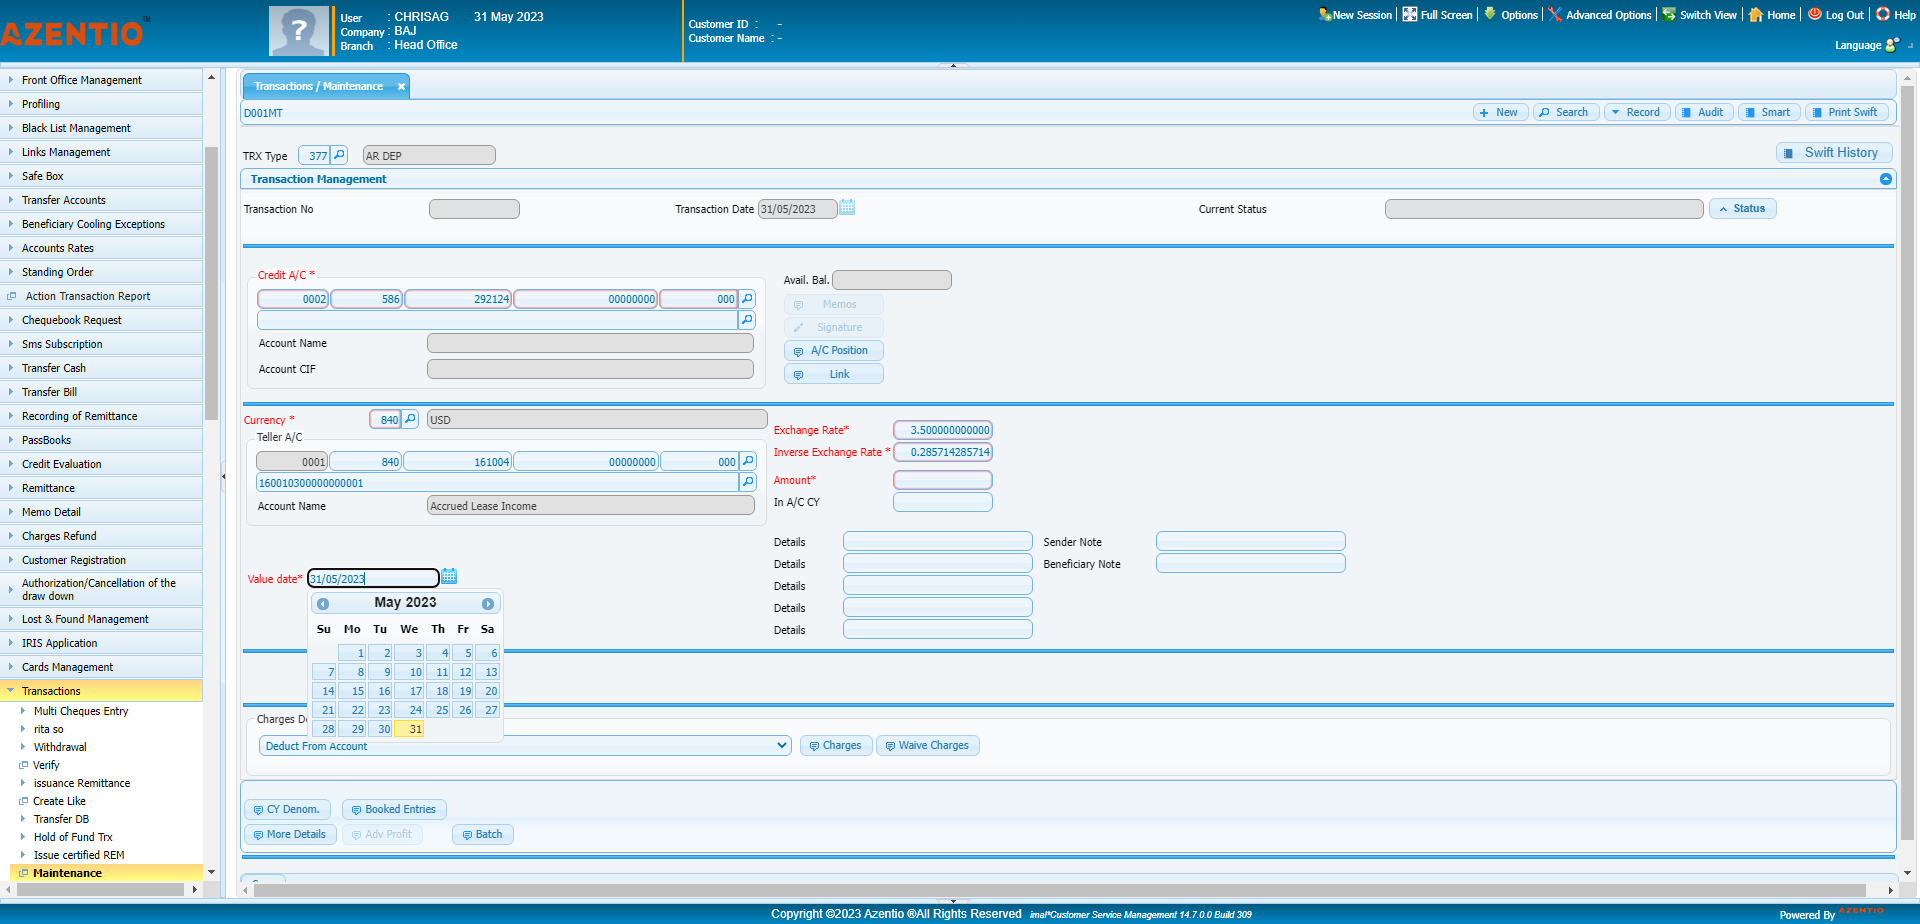 AZENTIO™
User : CHRISAG 31 May 2023
Company : BAJ
Branch : Head Office
Customer ID : -
Customer Name : -
New Session Full Screen Options Advanced Options Switch View Home Log Out Help
Language
Front Office Management
Profiling
Black List Management
Links Management
Safe Box
Transfer Accounts
Beneficiary Cooling Exceptions
Accounts Rates
Standing Order
Action Transaction Report
Chequebook Request
Sms Subscription
Transfer Cash
Transfer Bill
Recording of Remittance
PassBooks
Credit Evaluation
Remittance
Memo Detail
Charges Refund
Customer Registration
Authorization/Cancellation of the
draw down
Lost & Found Management
IRIS Application
Cards Management
Transactions
Multi Cheques Entry
rita so
Withdrawal
Verify
issuance Remittance
Create Like
Transfer DB
Hold of Fund Trx
Issue certified REM
Maintenance
Transactions / Maintenance
D001MT
New Search Record Audit Smart Print Swift
TRX Type 377 AR DEP
Swift History
Transaction Management
Transaction No Transaction Date 31/05/2023 Current Status Status
Credit A/C *
0002 586 292124 00000000 000
Account Name
Account CIF
Avail. Bal.
Memos
Signature
A/C Position
Link
Currency * 840 USD
Teller A/C
0001 840 161004 00000000 000
160010300000000001
Account Name Accrued Lease Income
Exchange Rate* 3.500000000000
Inverse Exchange Rate * 0.285714285714
Amount*
In A/C CY
Details Sender Note
Details Beneficiary Note
Details
Details
Details
Value date* 31/05/2023
May 2023
Su Mo Tu We Th Fr Sa
1 2 3 4 5 6
7 8 9 10 11 12 13
14 15 16 17 18 19 20
21 22 23 24 25 26 27
28 29 30 31
Charges D
Deduct From Account Charges Waive Charges
CY Denom. Booked Entries
More Details Adv Profit Batch
Copyright ©2023 Azentio ®All Rights Reserved imal*Customer Service Management 14.7.0.0 Build 309
Powered By AZENTIO